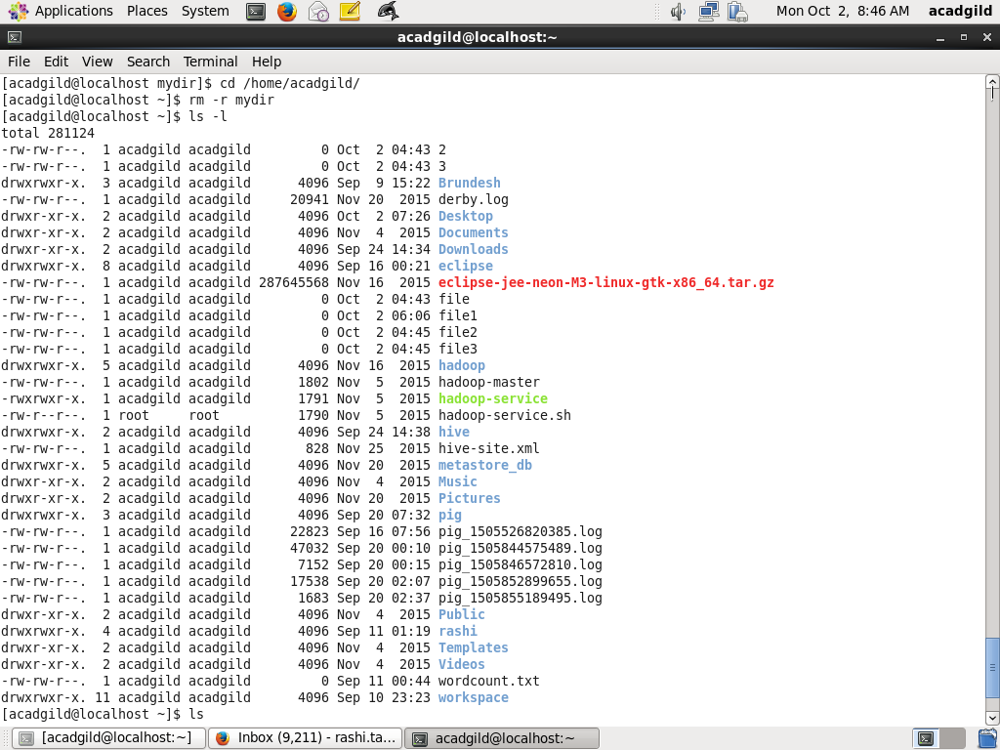 Applications Places System Mon Oct 2, 8:46 AM acadgild
acadgild@localhost:~
File Edit View Search Terminal Help
[acadgild@localhost mydir]$ cd /home/acadgild/
[acadgild@localhost ~]$ rm -r mydir
[acadgild@localhost ~]$ ls -l
total 281124
-rw-rw-r--.  1 acadgild acadgild         0 Oct  2 04:43 2
-rw-rw-r--.  1 acadgild acadgild         0 Oct  2 04:43 3
drwxrwxr-x.  3 acadgild acadgild      4096 Sep  9 15:22 Brundesh
-rw-rw-r--.  1 acadgild acadgild     20941 Nov 20  2015 derby.log
drwxr-xr-x.  2 acadgild acadgild      4096 Oct  2 07:26 Desktop
drwxr-xr-x.  2 acadgild acadgild      4096 Nov  4  2015 Documents
drwxr-xr-x.  2 acadgild acadgild      4096 Sep 24 14:34 Downloads
drwxrwxr-x.  8 acadgild acadgild      4096 Sep 16 00:21 eclipse
-rw-rw-r--.  1 acadgild acadgild 287645568 Nov 16  2015 eclipse-jee-neon-M3-linux-gtk-x86_64.tar.gz
-rw-rw-r--.  1 acadgild acadgild         0 Oct  2 04:43 file
-rw-rw-r--.  1 acadgild acadgild         0 Oct  2 06:06 file1
-rw-rw-r--.  1 acadgild acadgild         0 Oct  2 04:45 file2
-rw-rw-r--.  1 acadgild acadgild         0 Oct  2 04:45 file3
drwxrwxr-x.  5 acadgild acadgild      4096 Nov 16  2015 hadoop
-rw-rw-r--.  1 acadgild acadgild      1802 Nov  5  2015 hadoop-master
-rwxrwxr-x.  1 acadgild acadgild      1791 Nov  5  2015 hadoop-service
-rw-r--r--.  1 root     root          1790 Nov  5  2015 hadoop-service.sh
drwxrwxr-x.  2 acadgild acadgild      4096 Sep 24 14:38 hive
-rw-rw-r--.  1 acadgild acadgild       828 Nov 25  2015 hive-site.xml
drwxrwxr-x.  5 acadgild acadgild      4096 Nov 20  2015 metastore_db
drwxr-xr-x.  2 acadgild acadgild      4096 Nov  4  2015 Music
drwxr-xr-x.  2 acadgild acadgild      4096 Nov 20  2015 Pictures
drwxrwxr-x.  3 acadgild acadgild      4096 Sep 20 07:32 pig
-rw-rw-r--.  1 acadgild acadgild     22823 Sep 16 07:56 pig_1505526820385.log
-rw-rw-r--.  1 acadgild acadgild     47032 Sep 20 00:10 pig_1505844575489.log
-rw-rw-r--.  1 acadgild acadgild      7152 Sep 20 00:15 pig_1505846572810.log
-rw-rw-r--.  1 acadgild acadgild     17538 Sep 20 02:07 pig_1505852899655.log
-rw-rw-r--.  1 acadgild acadgild      1683 Sep 20 02:37 pig_1505855189495.log
drwxr-xr-x.  2 acadgild acadgild      4096 Nov  4  2015 Public
drwxrwxr-x.  4 acadgild acadgild      4096 Sep 11 01:19 rashi
drwxr-xr-x.  2 acadgild acadgild      4096 Nov  4  2015 Templates
drwxr-xr-x.  2 acadgild acadgild      4096 Nov  4  2015 Videos
-rw-rw-r--.  1 acadgild acadgild         0 Sep 11 00:44 wordcount.txt
drwxrwxr-x. 11 acadgild acadgild      4096 Sep 10 23:23 workspace
[acadgild@localhost ~]$ ls
[acadgild@localhost:~] Inbox (9,211) - rashi.ta... acadgild@localhost:~